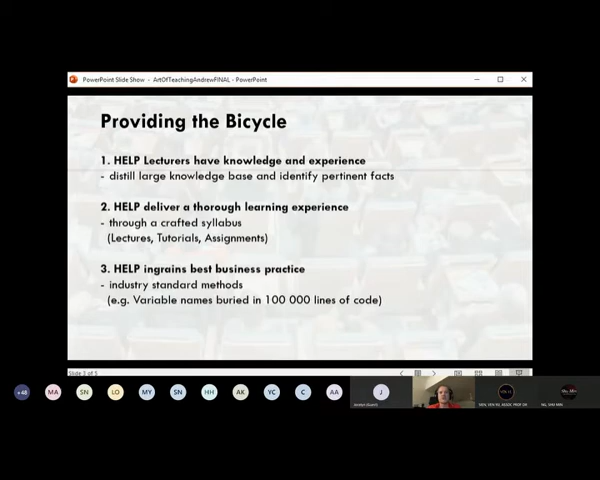 PowerPoint Slide Show - ArtOfTeachingAndrewFINAL - PowerPoint
Providing the Bicycle
1. HELP Lecturers have knowledge and experience
- distill large knowledge base and identify pertinent facts
2. HELP deliver a thorough learning experience
- through a crafted syllabus
(Lectures, Tutorials, Assignments)
3. HELP ingrains best business practice
- industry standard methods
(e.g. Variable names buried in 100 000 lines of code)
Slide 3 of 5
+48 MA SN LO MY SN HH AK YC C AA J